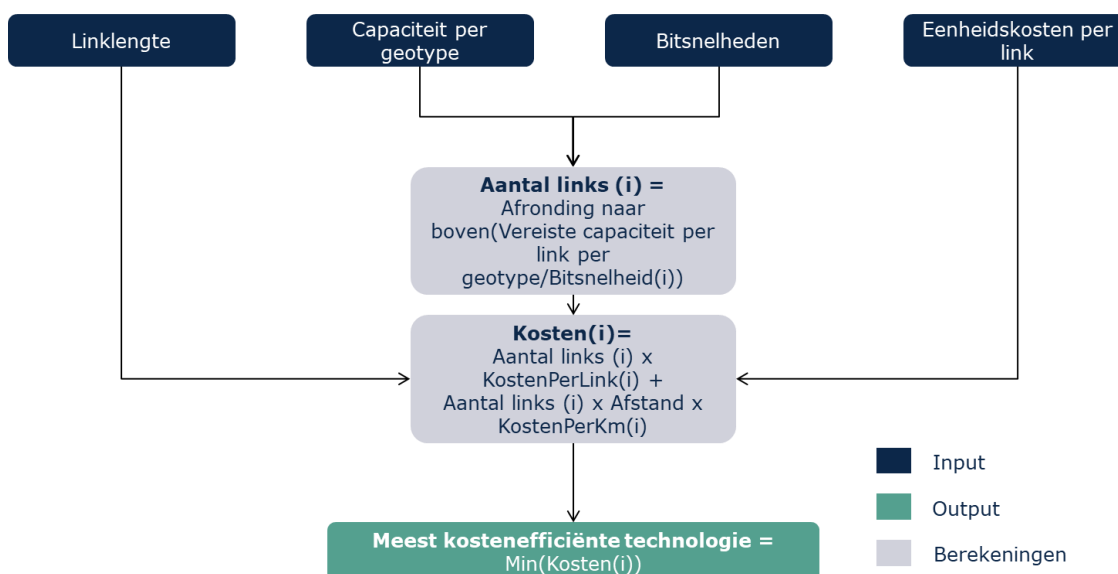 Linklengte
Capaciteit per
geotype
Bitsnelheden
Eenheidskosten per
link
Aantal links (i) =
Afronding naar
boven(Vereiste capaciteit per
link per
geotype/Bitsnelheid(i))
Kosten(i)=
Aantal links (i) x
KostenPerLink(i) +
Aantal links (i) x Afstand x
KostenPerKm(i)
Meest kostenefficiënte technologie =
Min(Kosten(i))
Input
Output
Berekeningen